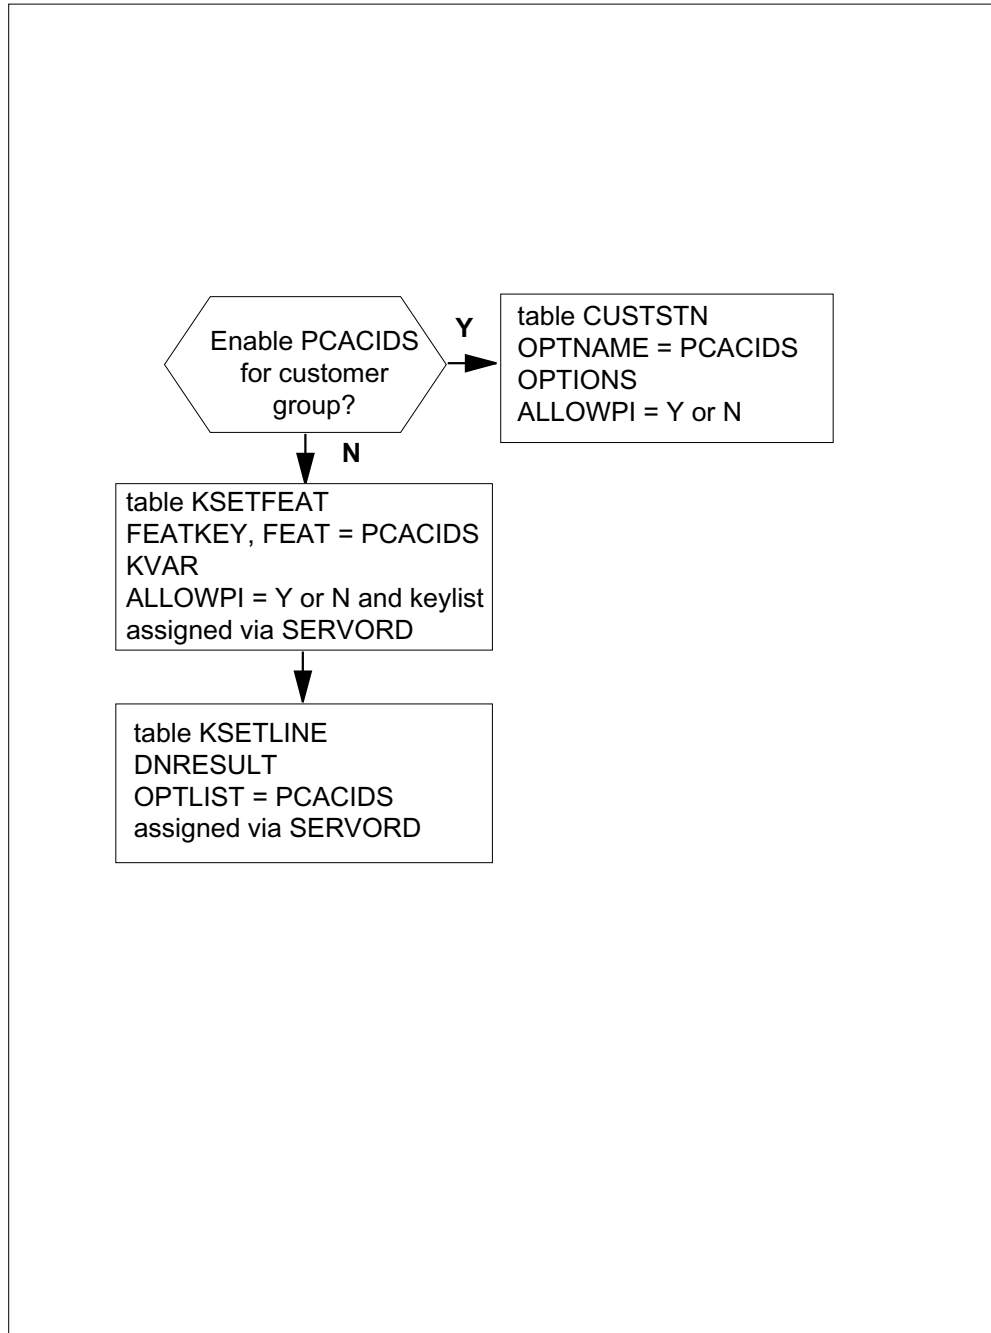 Enable PCACIDS
for customer
group?
Y
table CUSTSTN
OPTNAME = PCACIDS
OPTIONS
ALLOWPI = Y or N
N
table KSETFEAT
FEATKEY, FEAT = PCACIDS
KVAR
ALLOWPI = Y or N and keylist
assigned via SERVORD
table KSETLINE
DNRESULT
OPTLIST = PCACIDS
assigned via SERVORD